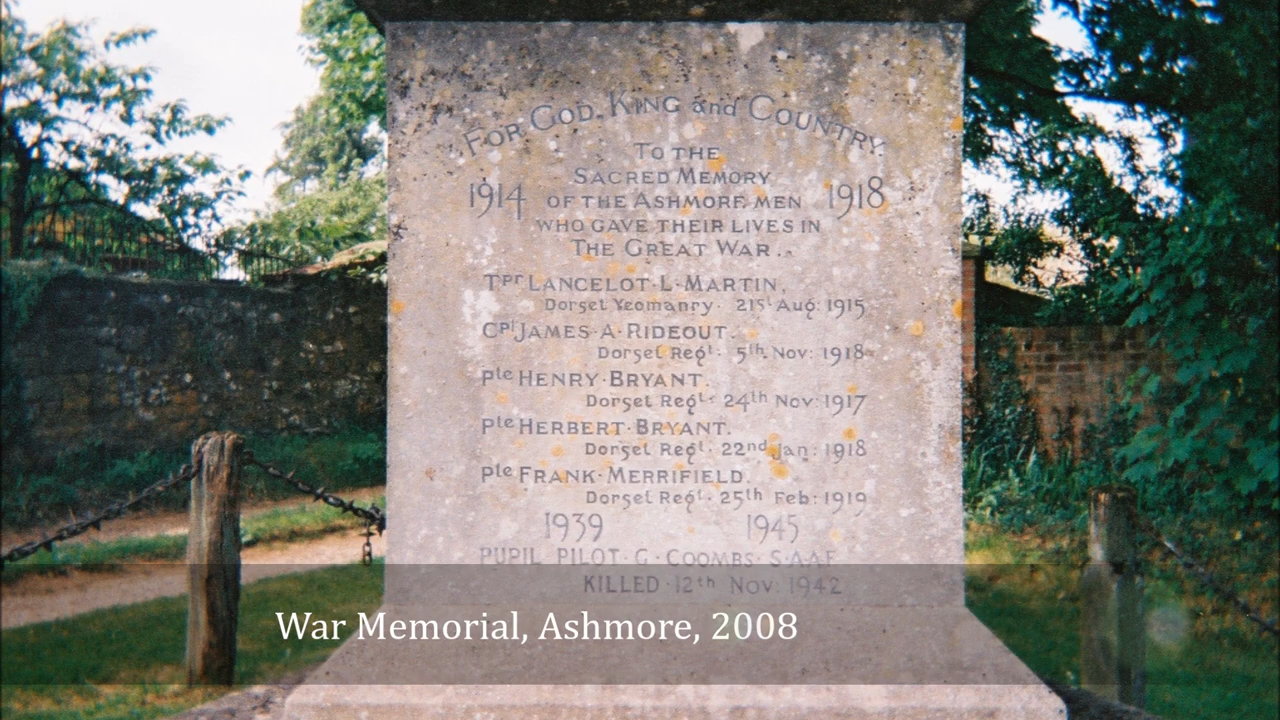 FOR GOD, KING and COUNTRY.
TO THE
SACRED MEMORY
1914 OF THE ASHMORE MEN 1918
WHO GAVE THEIR LIVES IN
THE GREAT WAR.
Tpr LANCELOT·L·MARTIN,
Dorset Yeomanry· 21st Aug: 1915
Cpl JAMES·A·RIDEOUT.
Dorset Regt· 5th Nov: 1918
Pte HENRY·BRYANT.
Dorset Regt· 24th Nov: 1917
Pte HERBERT·BRYANT.
Dorset Regt· 22nd Jan: 1918
Pte FRANK·MERRIFIELD.
Dorset Regt· 25th Feb: 1919
1939 1945
PUPIL PILOT·G·COOMBS·S·A·A·F
KILLED·12th Nov: 1942
War Memorial, Ashmore, 2008